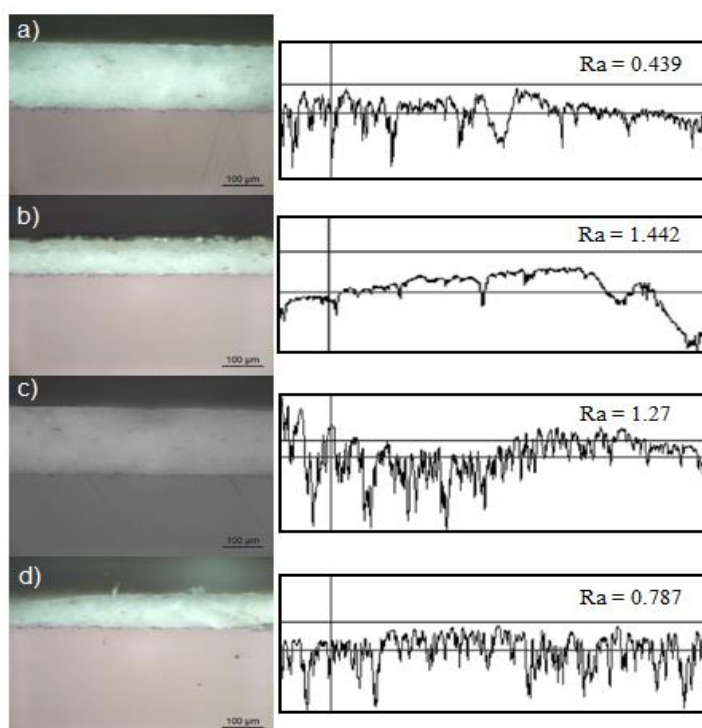 a)
Ra = 0.439
100 µm
b)
Ra = 1.442
100 µm
c)
Ra = 1.27
100 µm
d)
Ra = 0.787
100 µm